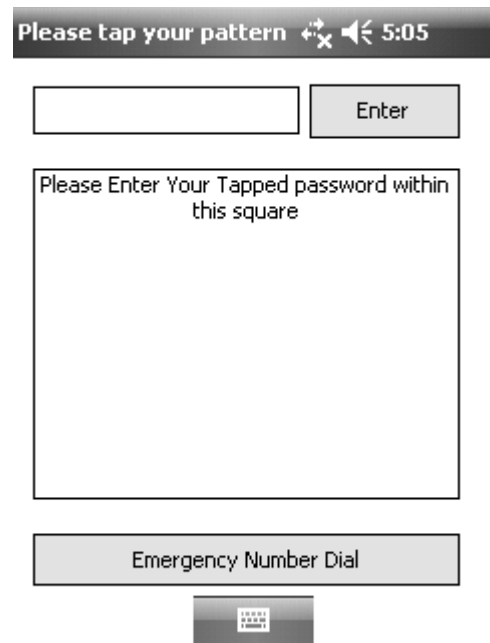 Please tap your pattern 5:05
Enter
Please Enter Your Tapped password within
this square
Emergency Number Dial